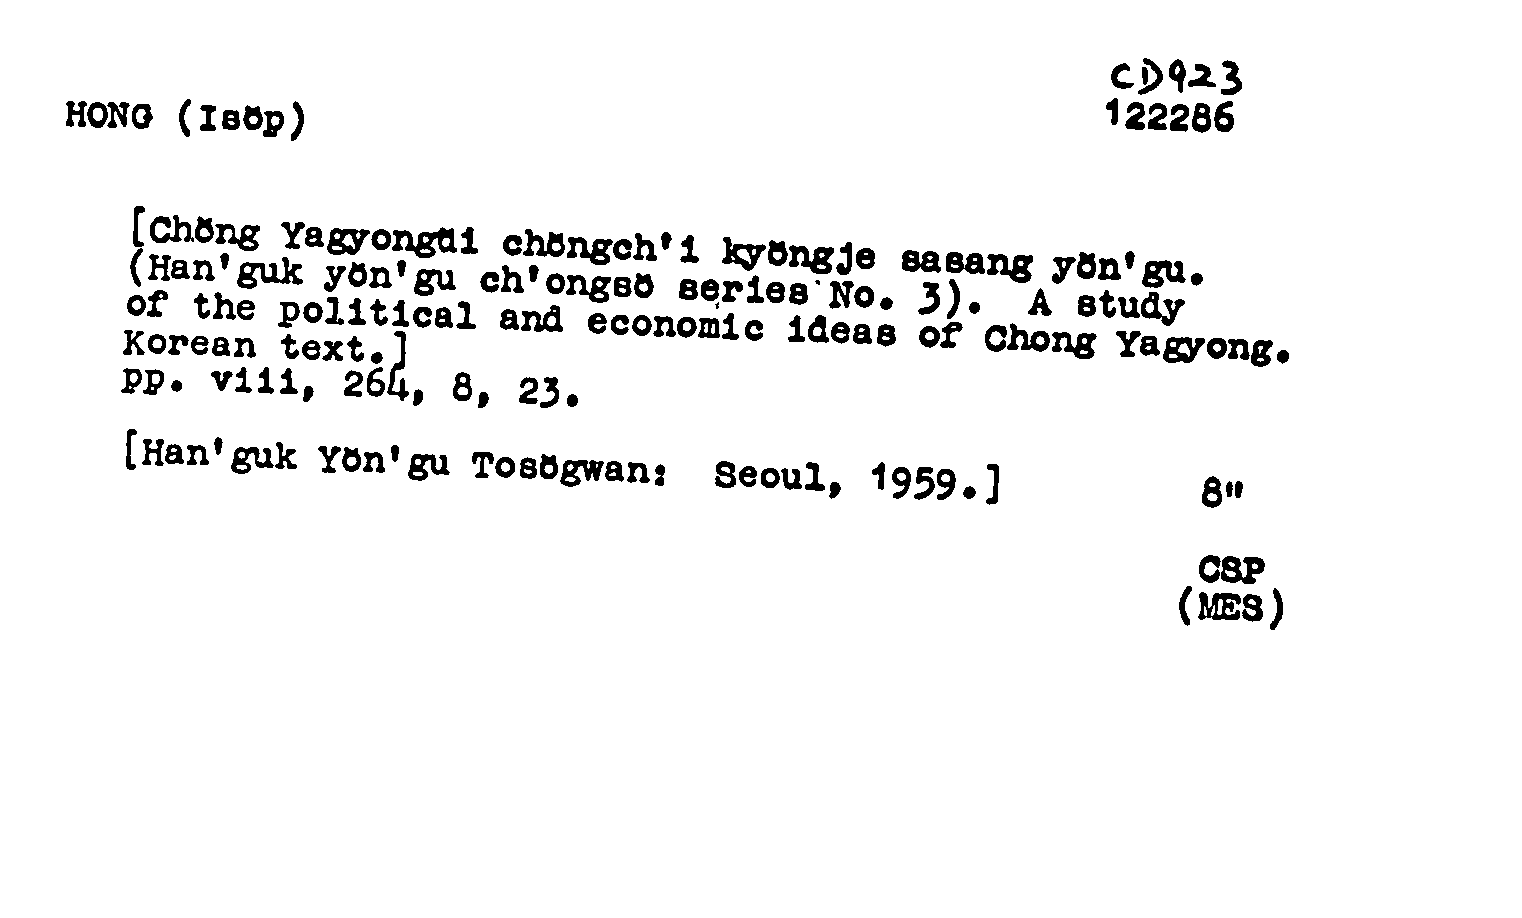 CD923
HONG (Isŏp)
122286
[Chŏng Yagyongŭi chŏngch'i kyŏngje sasang yŏn'gu.
(Han'guk yŏn'gu ch'ongsŏ series No. 3). A study
of the political and economic ideas of Chong Yagyong.
Korean text.]
pp. viii, 264, 8, 23.
[Han'guk Yŏn'gu Tosŏgwan: Seoul, 1959.]
8"
CSP
(MES)